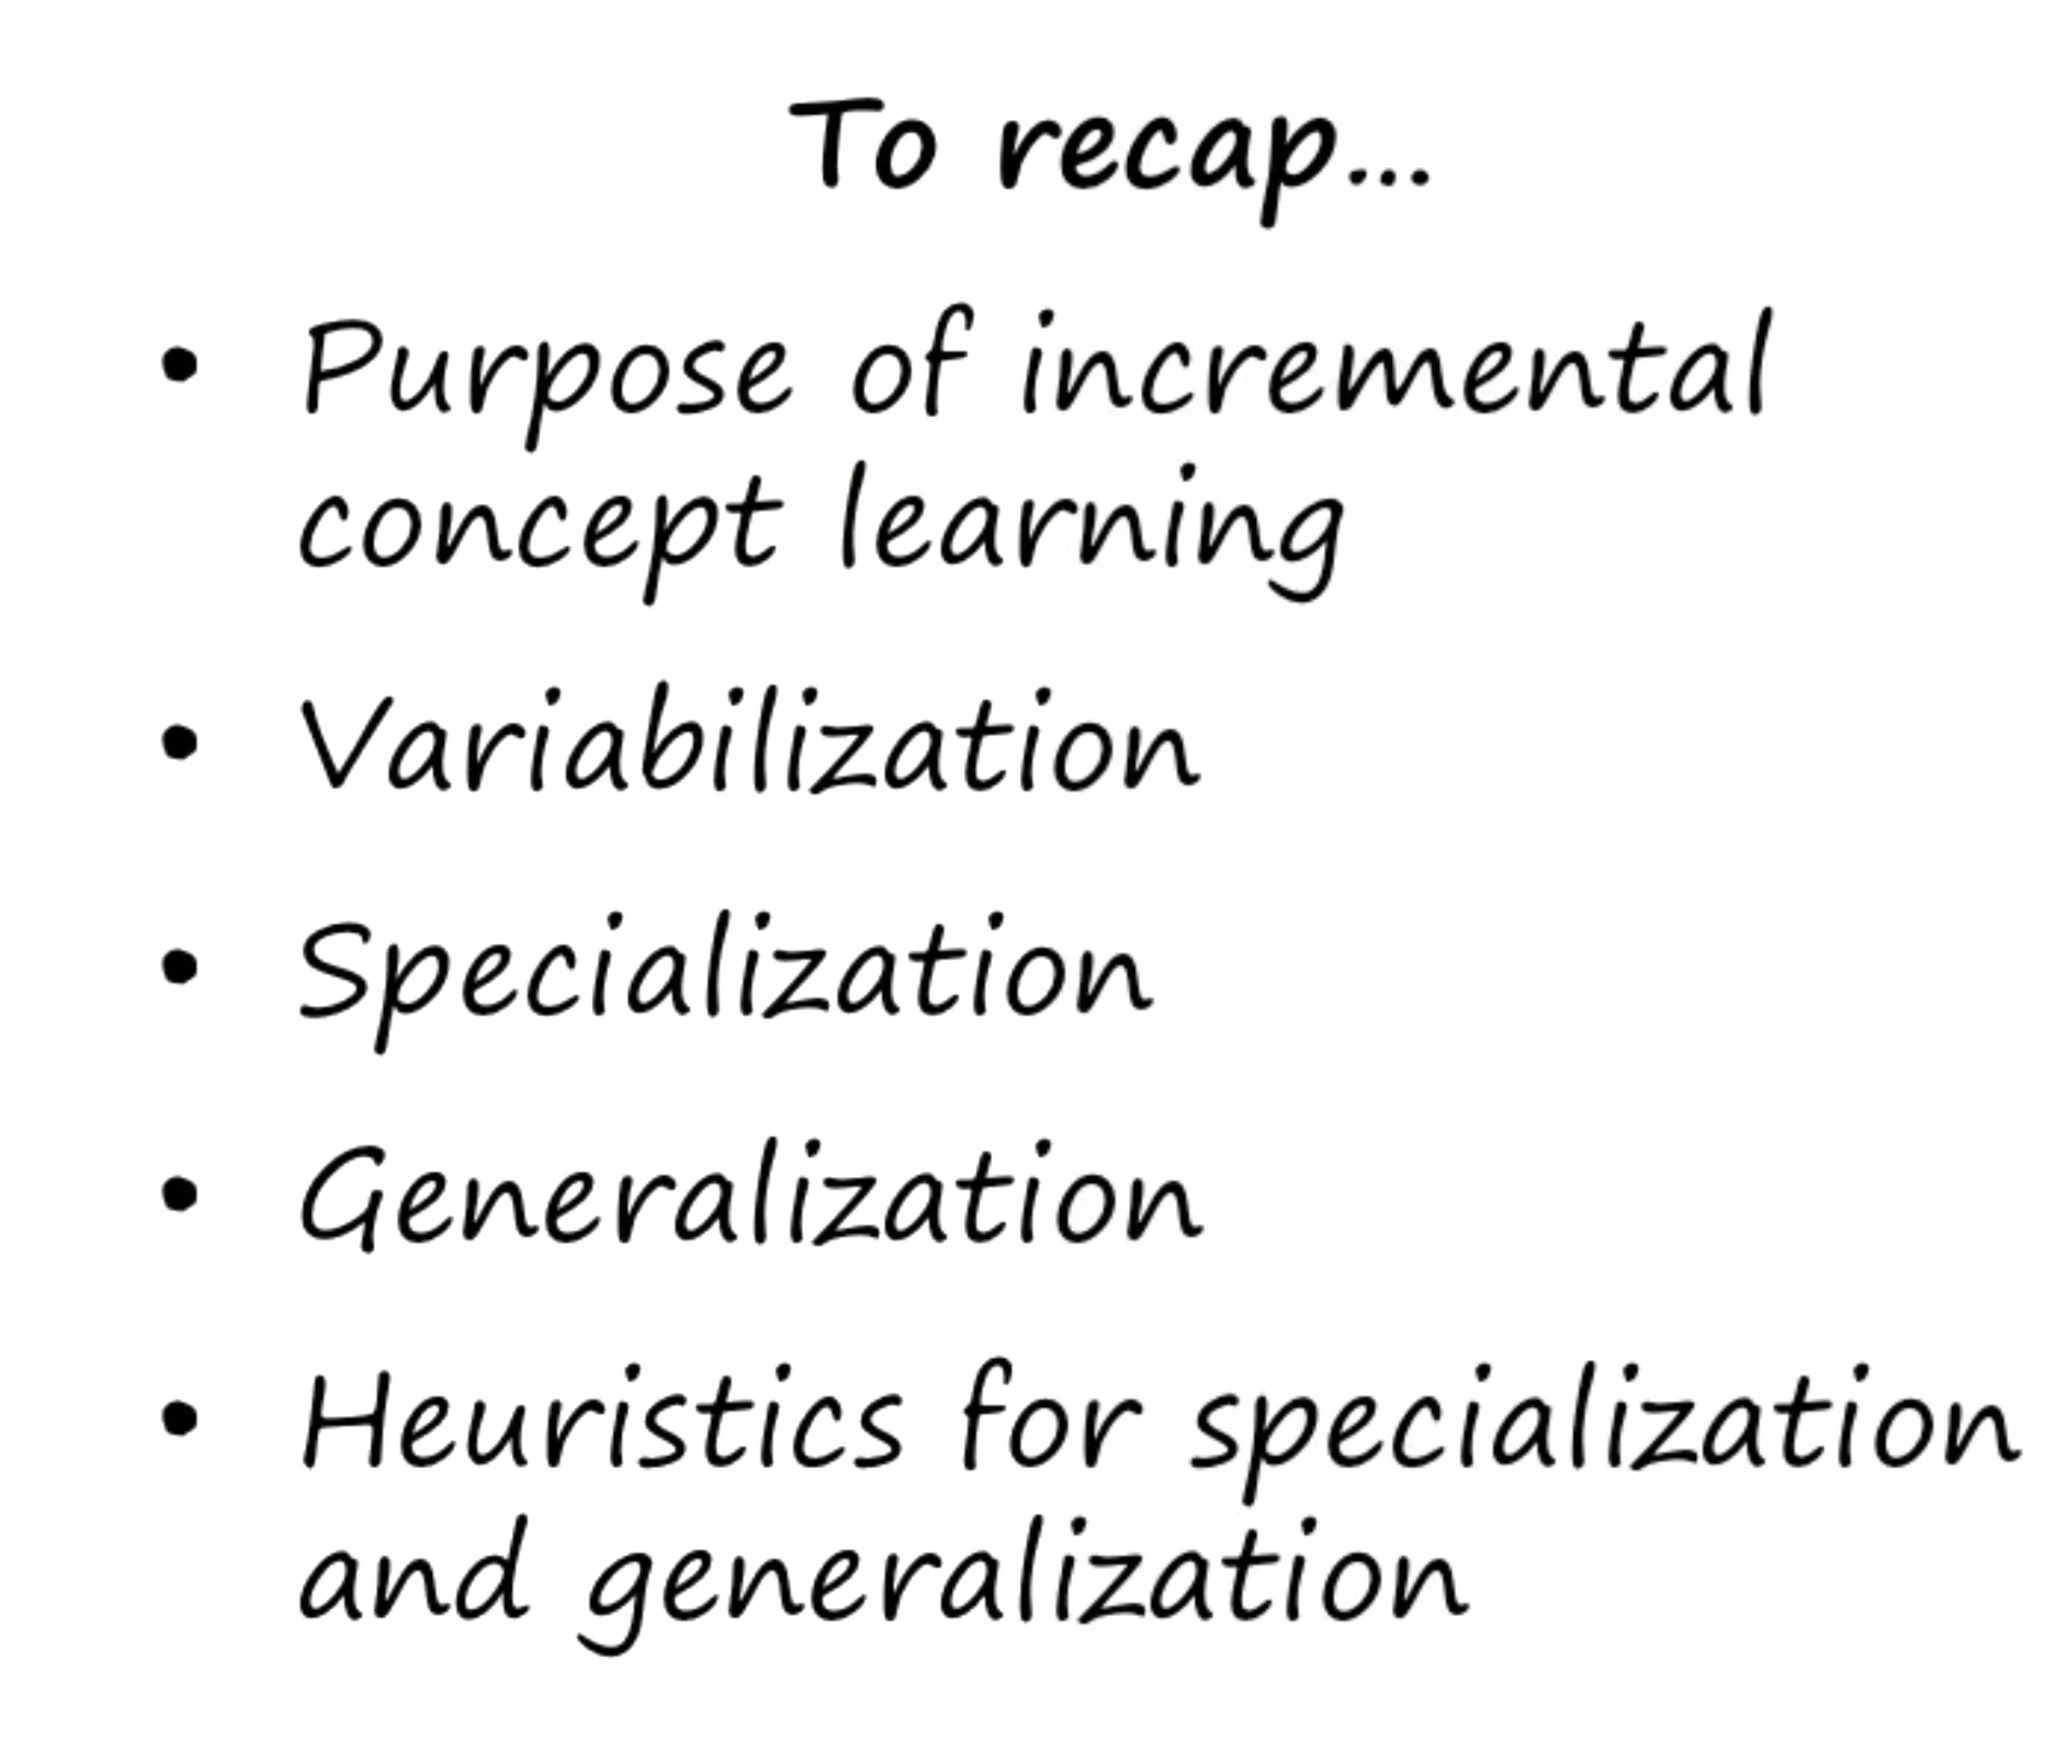 To recap...
• Purpose of incremental
concept learning
• Variabilization
• Specialization
• Generalization
• Heuristics for specialization
and generalization